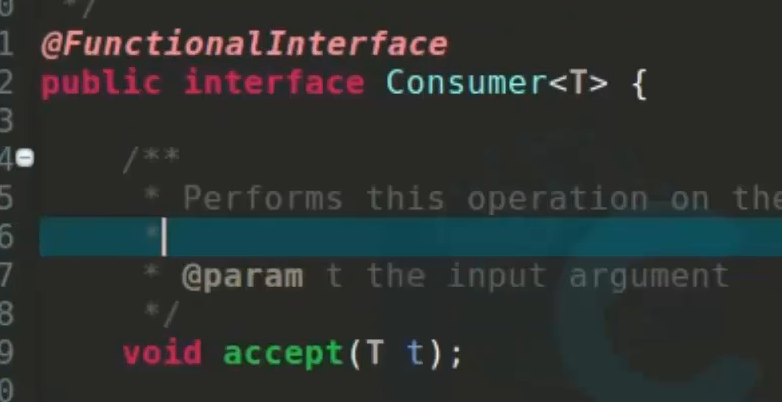 0 */
1 @FunctionalInterface
2 public interface Consumer<T> {
3
4 /**
5 * Performs this operation on the
6 *
7 * @param t the input argument
8 */
9 void accept(T t);
0